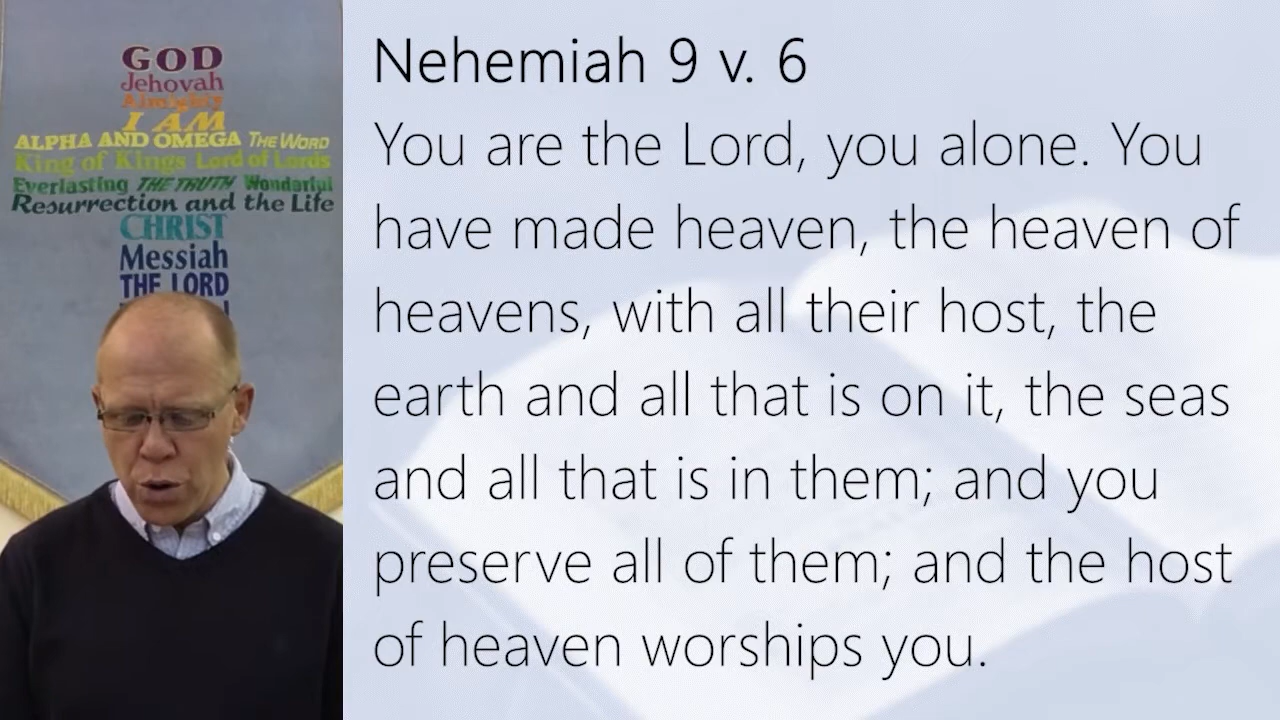 GOD
Jehovah
Almighty
I AM
ALPHA AND OMEGA THE WORD
King of Kings Lord of Lords
Everlasting THE TRUTH Wonderful
Resurrection and the Life
CHRIST
Messiah
THE LORD
Nehemiah 9 v. 6
You are the Lord, you alone. You
have made heaven, the heaven of
heavens, with all their host, the
earth and all that is on it, the seas
and all that is in them; and you
preserve all of them; and the host
of heaven worships you.